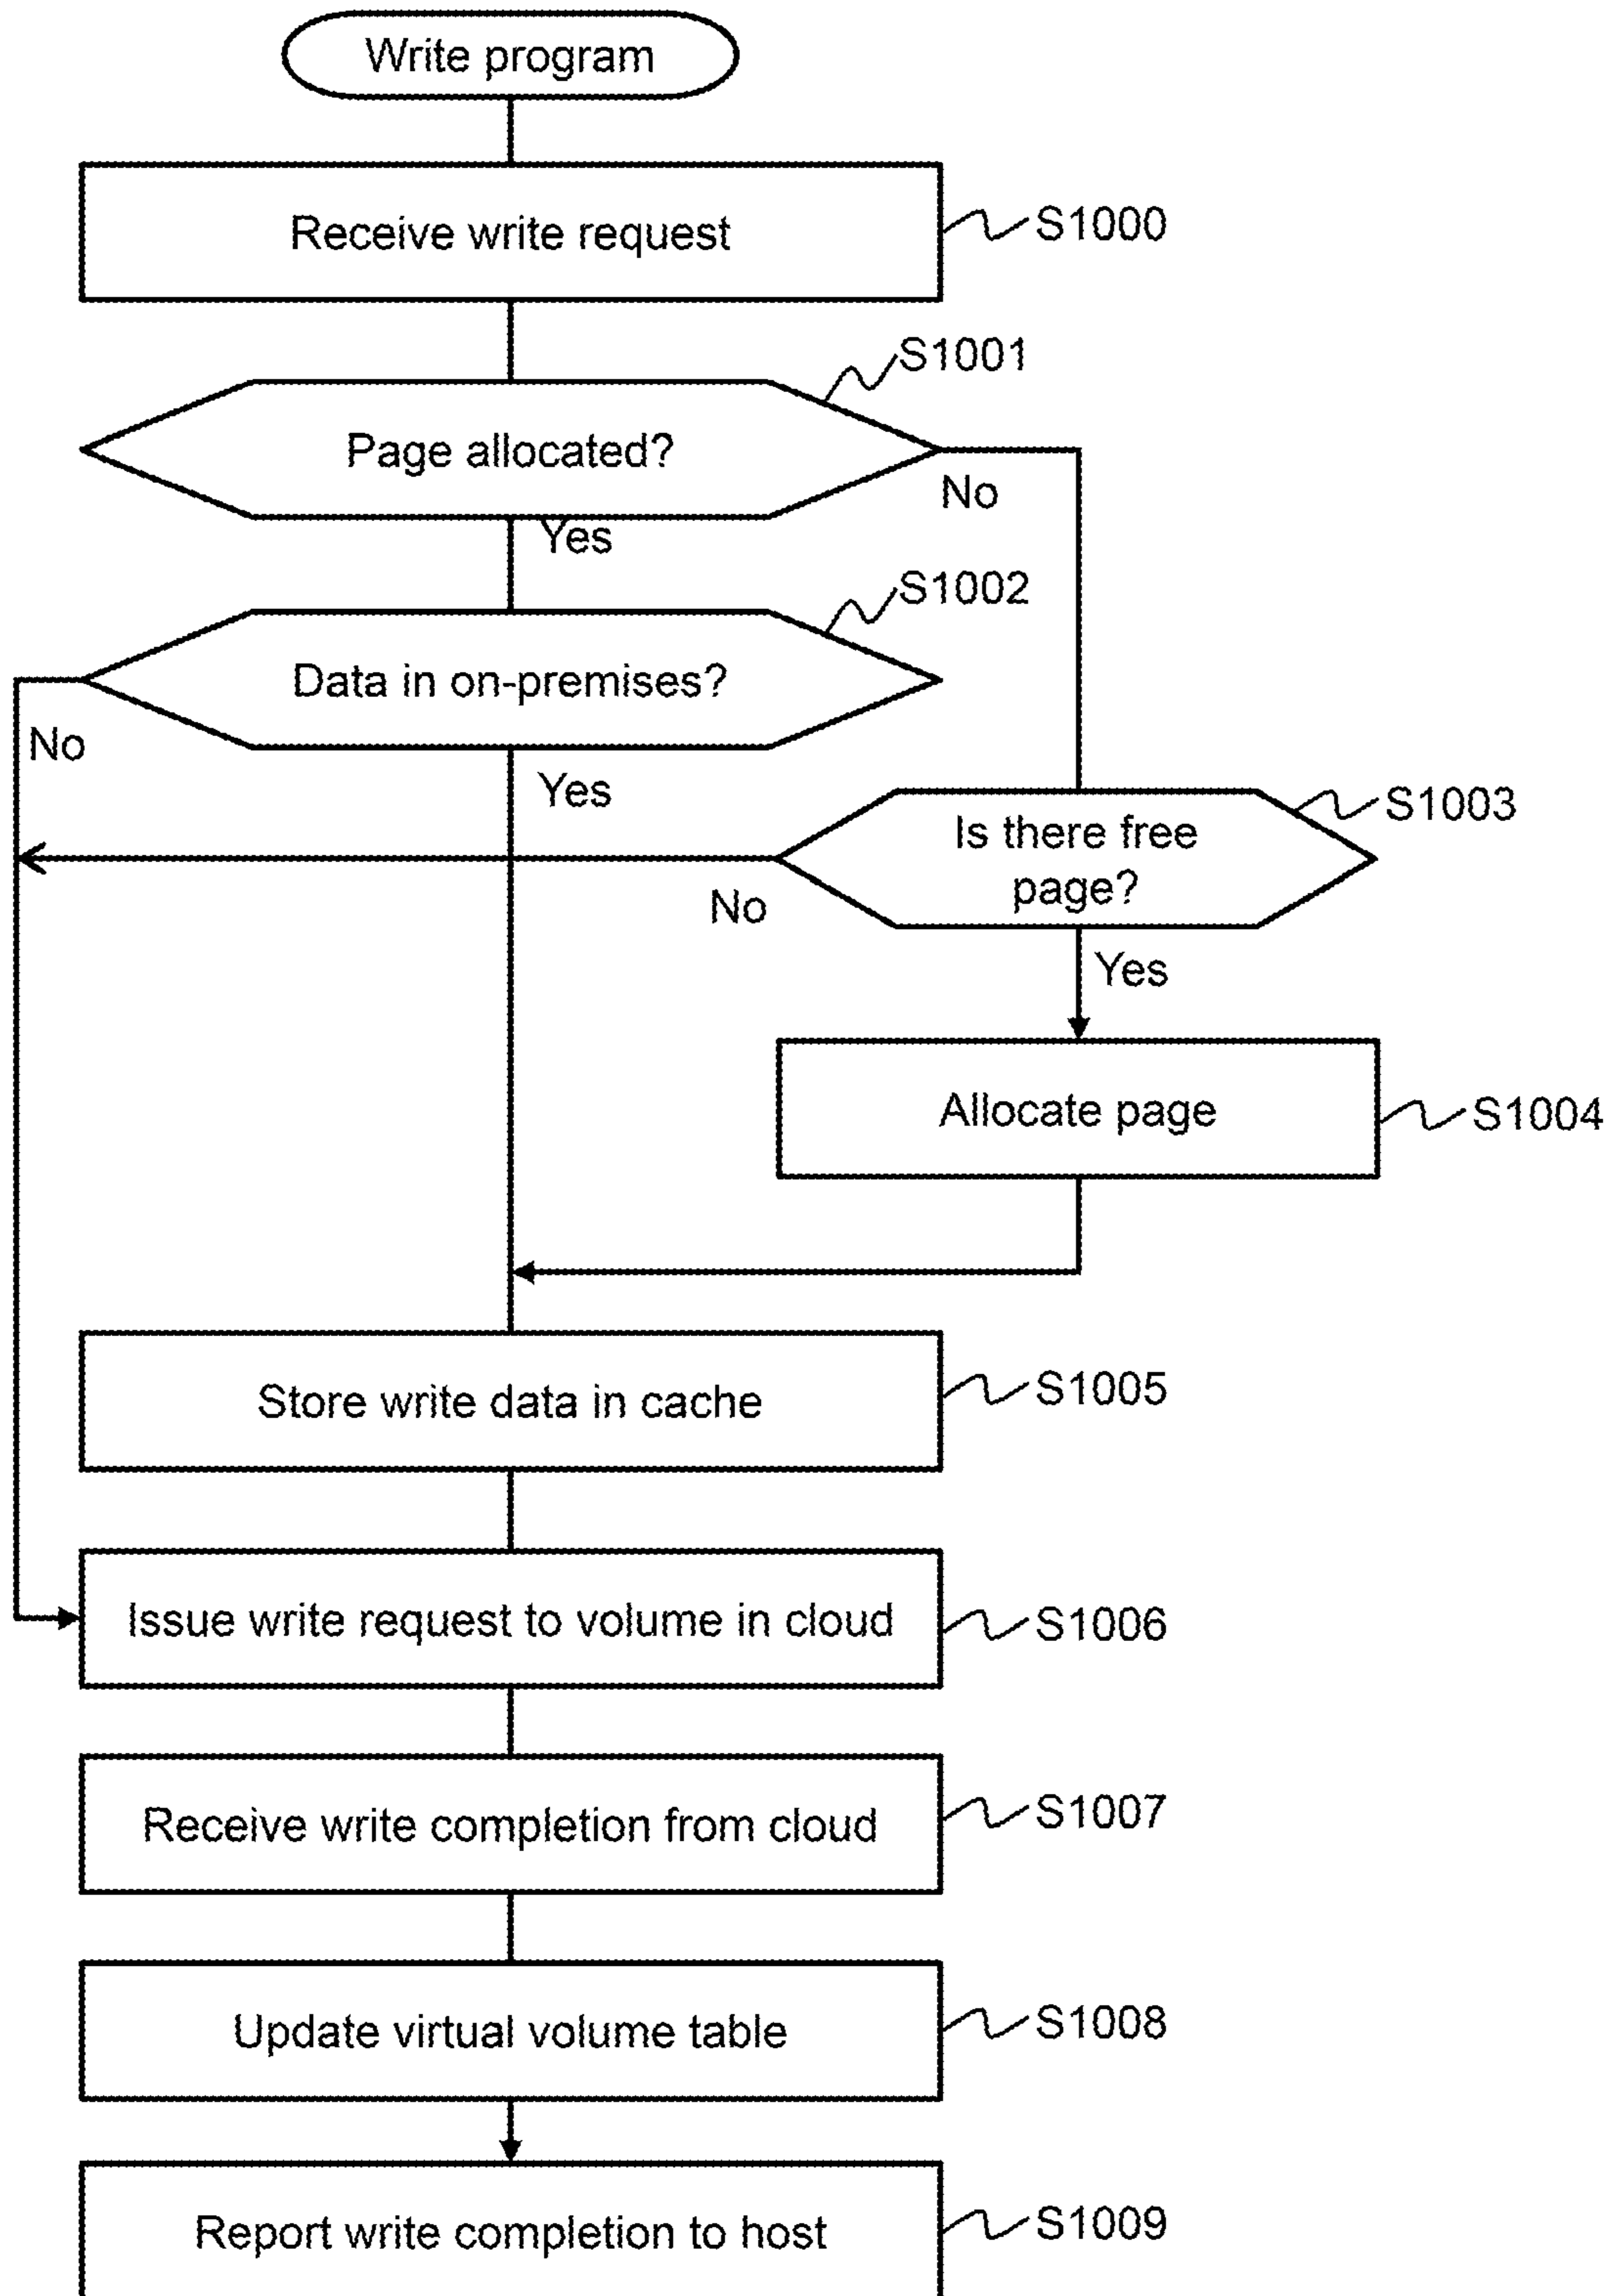 Write program
Receive write request
S1000
S1001
Page allocated?
No
Yes
S1002
Data in on-premises?
No
Yes
S1003
Is there free
page?
No
Yes
Allocate page
S1004
Store write data in cache
S1005
Issue write request to volume in cloud
S1006
Receive write completion from cloud
S1007
Update virtual volume table
S1008
Report write completion to host
S1009